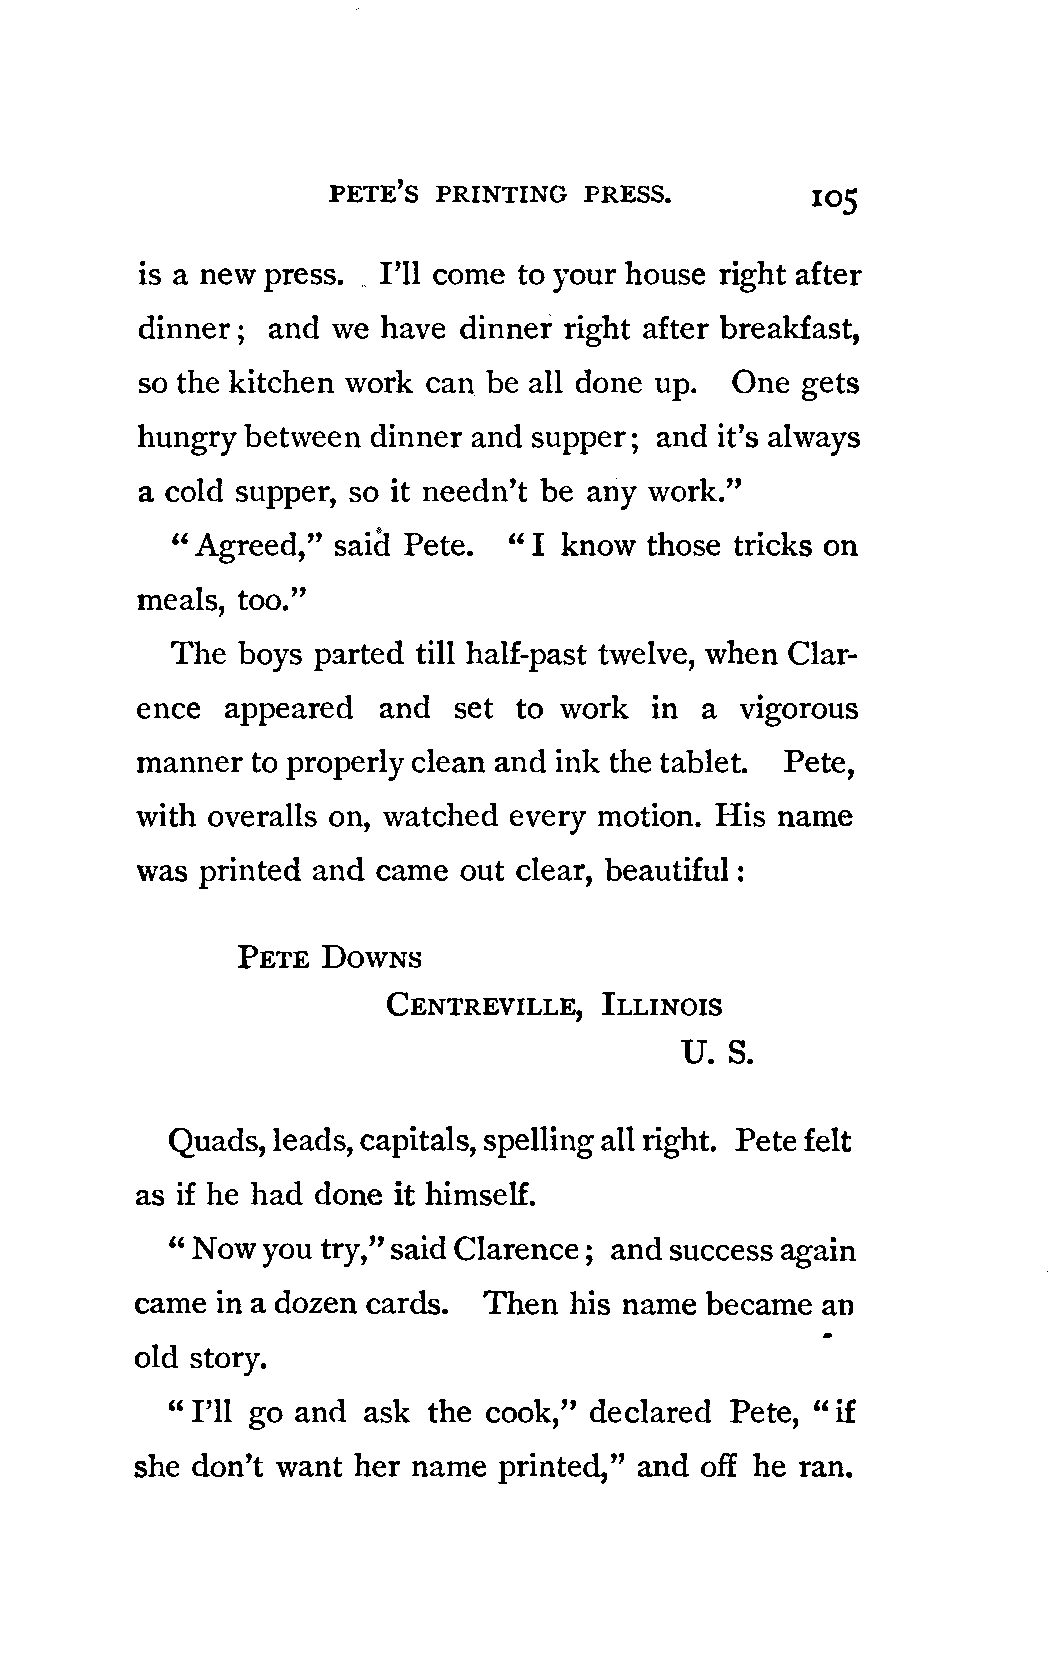 PETE'S PRINTING PRESS. 105
is a new press. I'll come to your house right after
dinner; and we have dinner right after breakfast,
so the kitchen work can be all done up. One gets
hungry between dinner and supper; and it's always
a cold supper, so it needn't be any work."
"Agreed," said Pete. "I know those tricks on
meals, too."
The boys parted till half-past twelve, when Clar-
ence appeared and set to work in a vigorous
manner to properly clean and ink the tablet. Pete,
with overalls on, watched every motion. His name
was printed and came out clear, beautiful:
PETE DOWNS
CENTREVILLE, ILLINOIS
U. S.
Quads, leads, capitals, spelling all right. Pete felt
as if he had done it himself.
"Now you try," said Clarence; and success again
came in a dozen cards. Then his name became an
old story.
"I'll go and ask the cook," declared Pete, "if
she don't want her name printed," and off he ran.